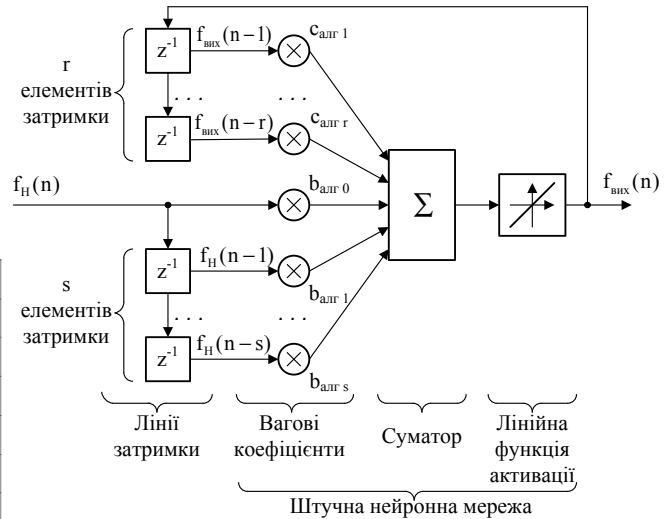 z⁻¹
f_вих(n−1)
c_алг 1
r
елементів
затримки
. . .
. . .
z⁻¹
f_вих(n−r)
c_алг r
f_Н(n)
b_алг 0
Σ
f_вих(n)
z⁻¹
f_Н(n−1)
b_алг 1
s
елементів
затримки
. . .
. . .
z⁻¹
f_Н(n−s)
b_алг s
Лінії
затримки
Вагові
коефіцієнти
Суматор
Лінійна
функція
активації
Штучна нейронна мережа